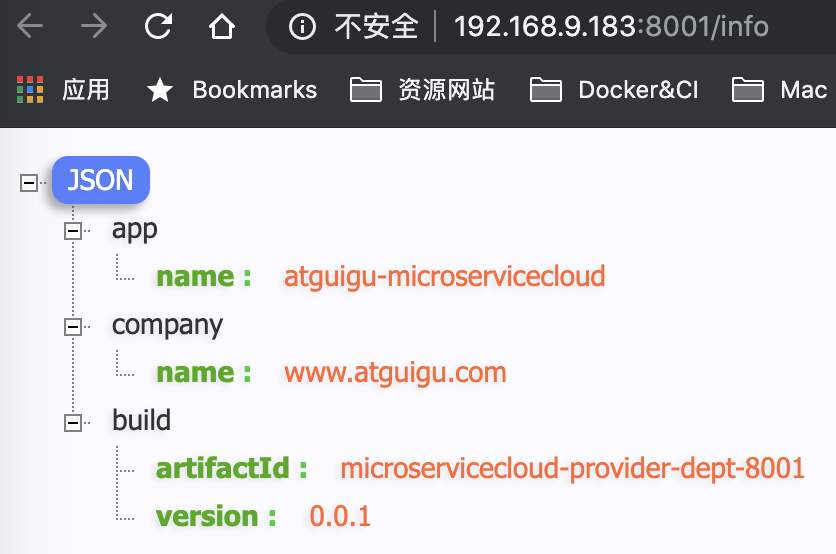 不安全 192.168.9.183:8001/info
应用 Bookmarks 资源网站 Docker&CI Mac
JSON
app
name : atguigu-microservicecloud
company
name : www.atguigu.com
build
artifactId : microservicecloud-provider-dept-8001
version : 0.0.1